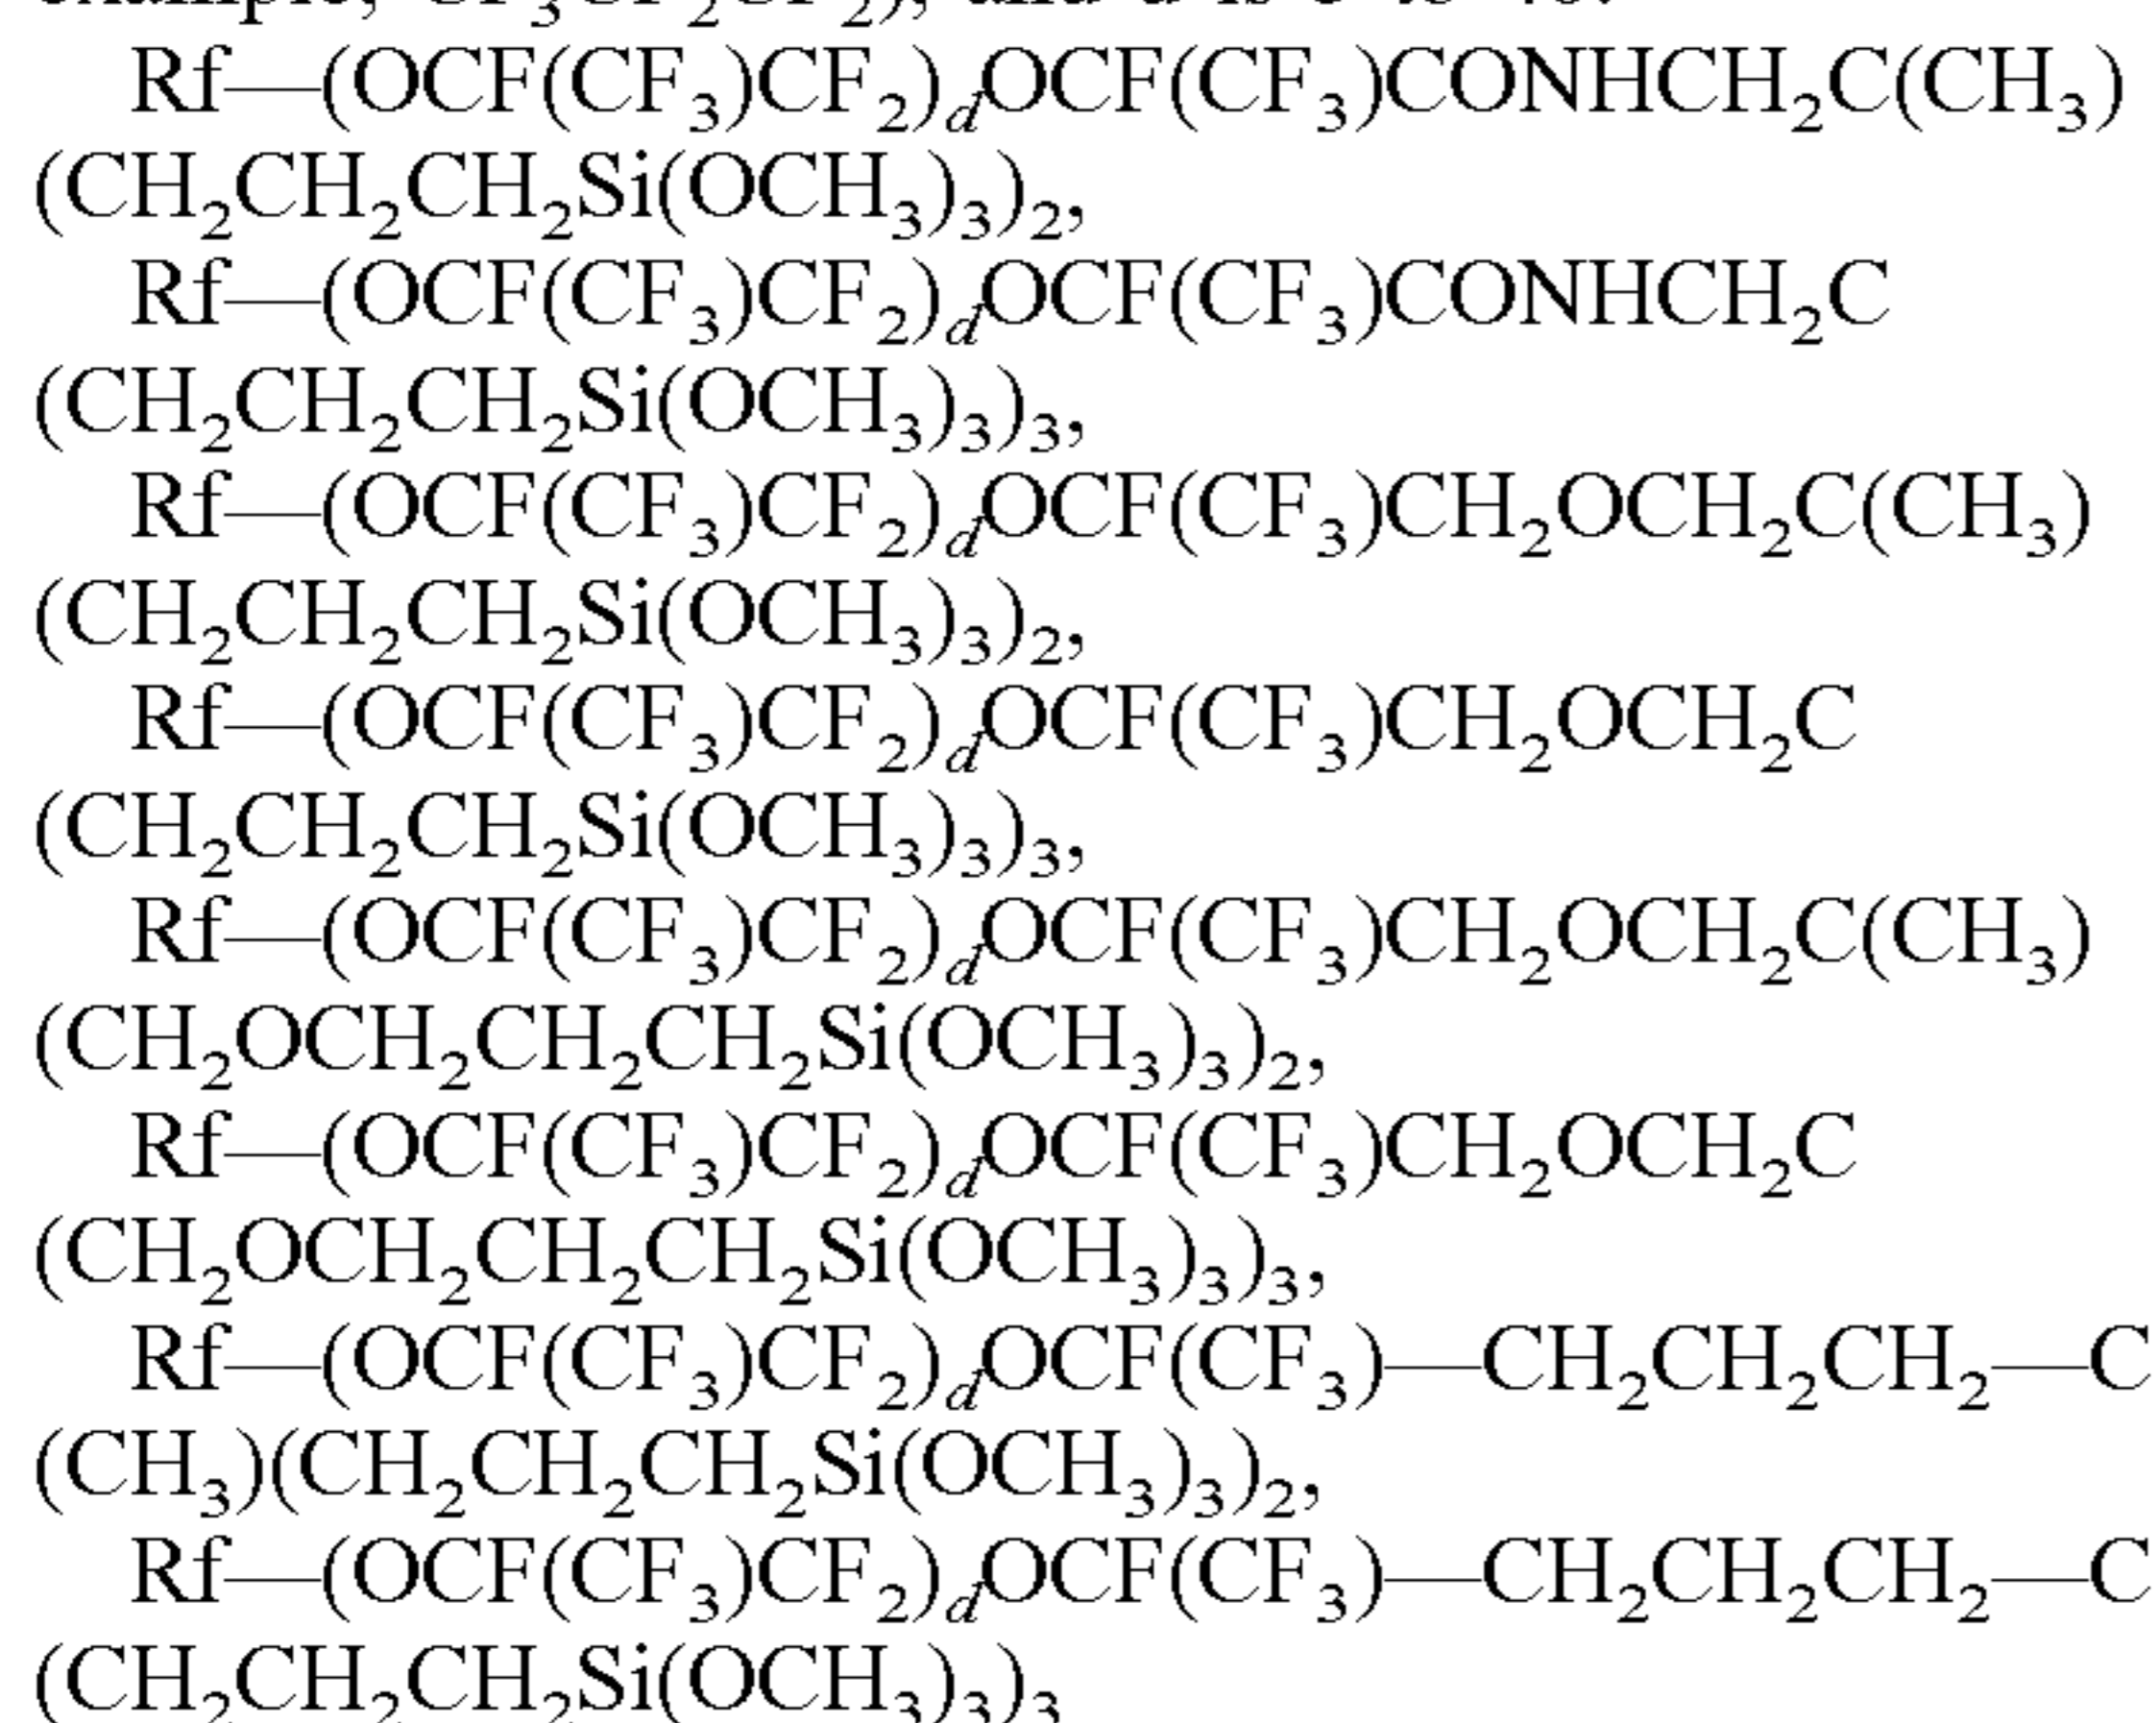 Rf—(OCF(CF₃)CF₂)dOCF(CF₃)CONHCH₂C(CH₃)
(CH₂CH₂CH₂Si(OCH₃)₃)₂,
Rf—(OCF(CF₃)CF₂)dOCF(CF₃)CONHCH₂C
(CH₂CH₂CH₂Si(OCH₃)₃)₃,
Rf—(OCF(CF₃)CF₂)dOCF(CF₃)CH₂OCH₂C(CH₃)
(CH₂CH₂CH₂Si(OCH₃)₃)₂,
Rf—(OCF(CF₃)CF₂)dOCF(CF₃)CH₂OCH₂C
(CH₂CH₂CH₂Si(OCH₃)₃)₃,
Rf—(OCF(CF₃)CF₂)dOCF(CF₃)CH₂OCH₂C(CH₃)
(CH₂OCH₂CH₂CH₂Si(OCH₃)₃)₂,
Rf—(OCF(CF₃)CF₂)dOCF(CF₃)CH₂OCH₂C
(CH₂OCH₂CH₂CH₂Si(OCH₃)₃)₃,
Rf—(OCF(CF₃)CF₂)dOCF(CF₃)—CH₂CH₂CH₂—C
(CH₃)(CH₂CH₂CH₂Si(OCH₃)₃)₂,
Rf—(OCF(CF₃)CF₂)dOCF(CF₃)—CH₂CH₂CH₂—C
(CH₂CH₂CH₂Si(OCH₃)₃)₃